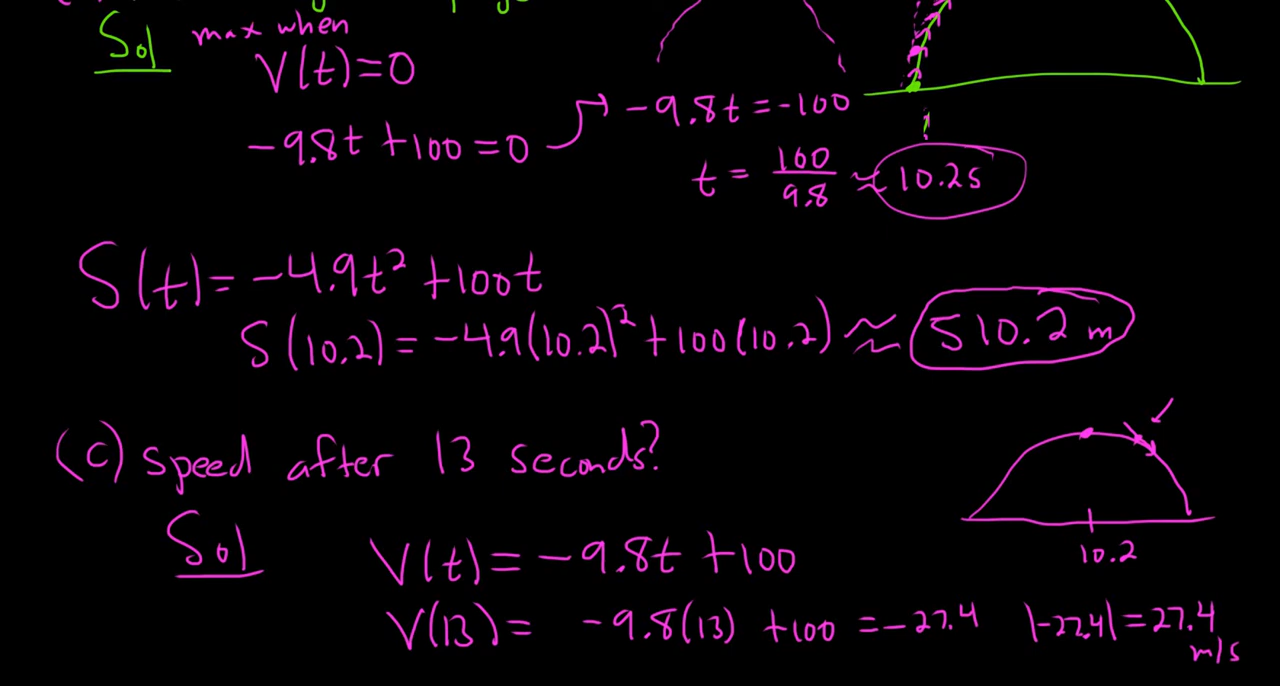 Sol max when
V(t)=0
-9.8t +100 = 0
-9.8t = -100
t = 100/9.8 ≈ 10.2s
S(t) = -4.9t² +100t
S(10.2) = -4.9(10.2)² + 100(10.2) ≈ 510.2 m
(c) speed after 13 seconds?
10.2
Sol
V(t) = -9.8t +100
V(13) = -9.8(13) +100 = -27.4 |-27.4| = 27.4
m/s